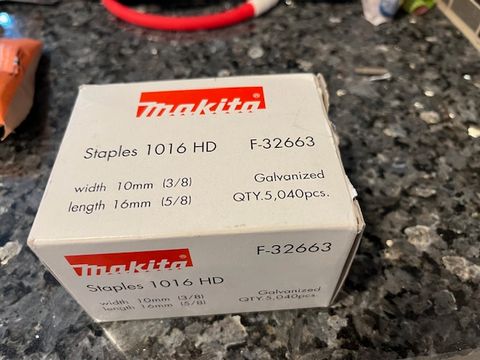 makita®
Staples 1016 HD F-32663
width 10mm (3/8) Galvanized
length 16mm (5/8) QTY.5,040pcs.
makita® F-32663
Staples 1016 HD
width 10mm (3/8) Galvanized
length 16mm (5/8) QTY.5,040pcs.